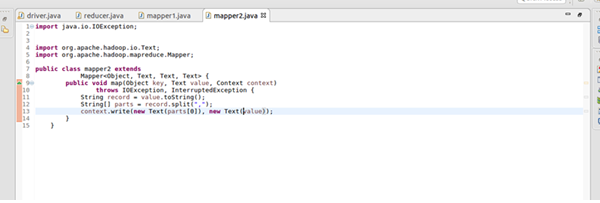 driver.java reducer.java mapper1.java mapper2.java
1 import java.io.IOException;
2
3
4 import org.apache.hadoop.io.Text;
5 import org.apache.hadoop.mapreduce.Mapper;
6
7 public class mapper2 extends
8 Mapper<Object, Text, Text, Text> {
9 public void map(Object key, Text value, Context context)
10 throws IOException, InterruptedException {
11 String record = value.toString();
12 String[] parts = record.split(",");
13 context.write(new Text(parts[0]), new Text(value));
14 }
15 }